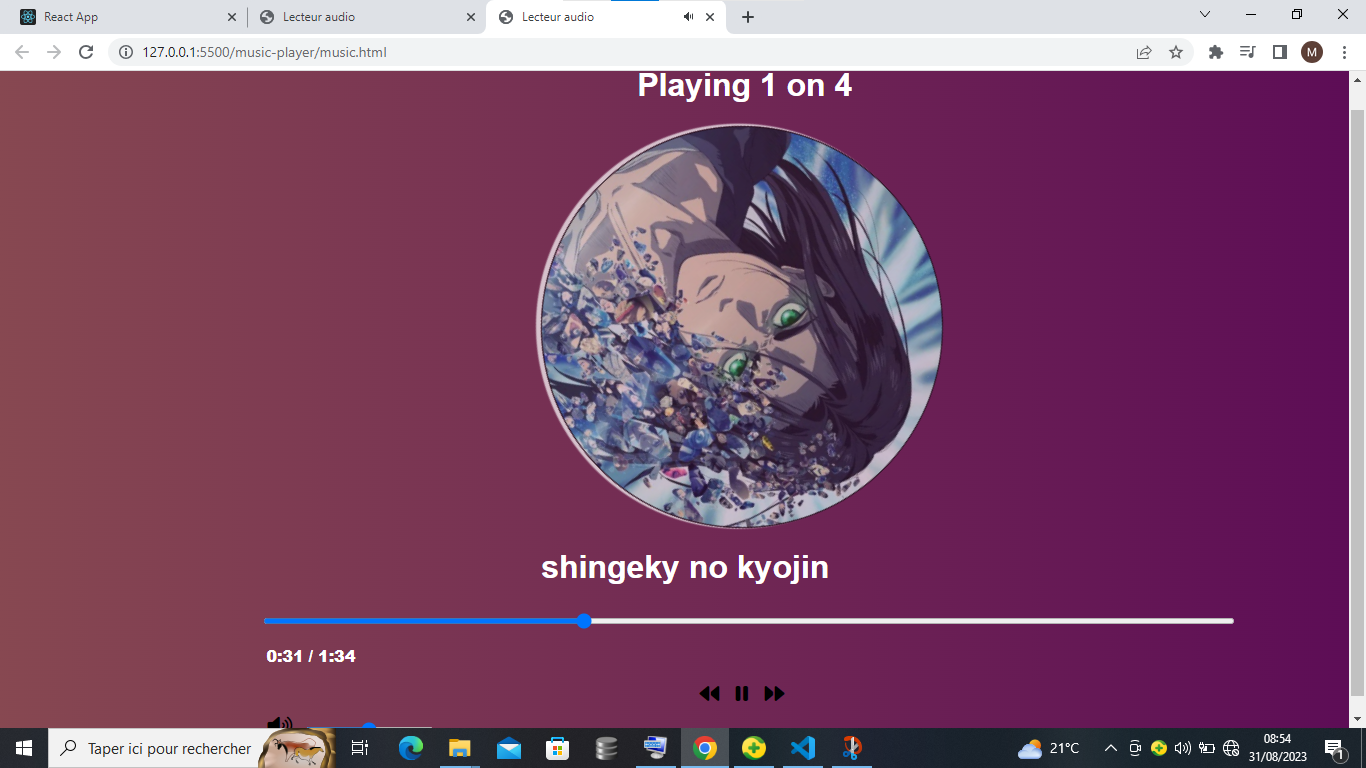 React App
Lecteur audio
Lecteur audio
127.0.0.1:5500/music-player/music.html
M
Playing 1 on 4
shingeky no kyojin
0:31 / 1:34
Taper ici pour rechercher
21°C
08:54
31/08/2023
1